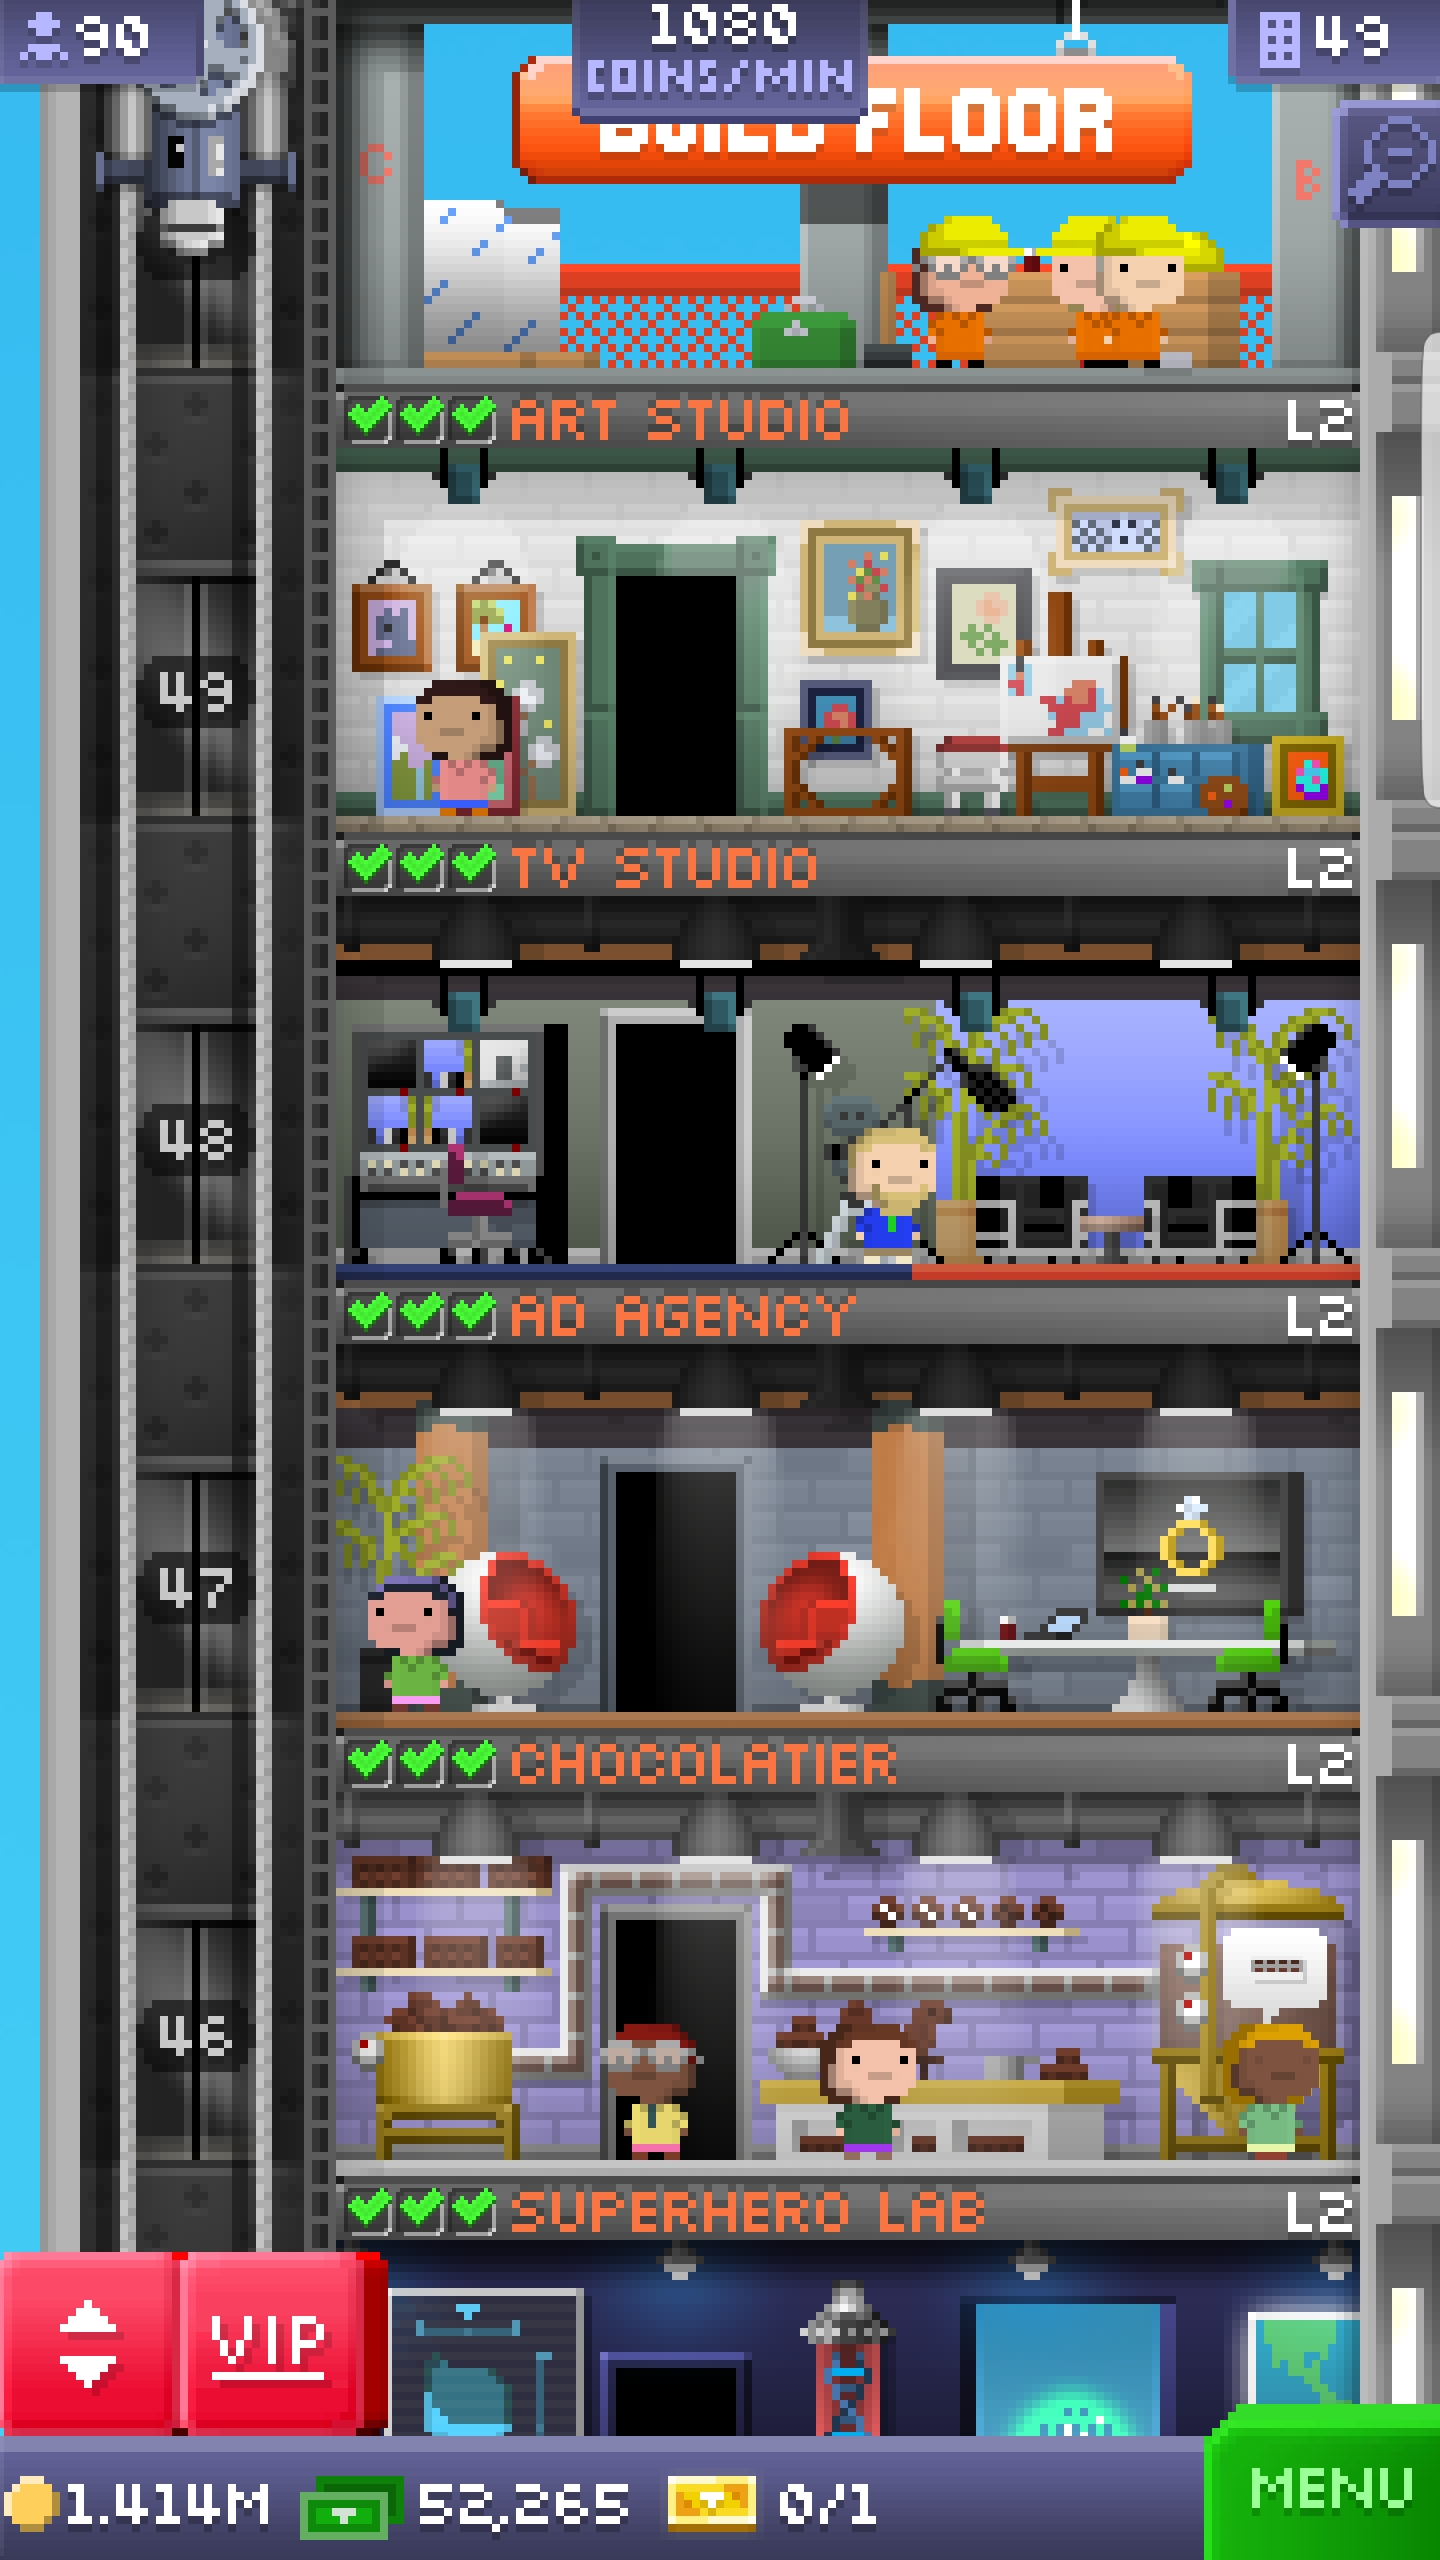 90
1080
COINS/MIN
49
BUILD FLOOR
C
B
ART STUDIO
L2
49
TV STUDIO
L2
48
AD AGENCY
L2
47
CHOCOLATIER
L2
46
SUPERHERO LAB
L2
VIP
1.414M
52,265
0/1
MENU